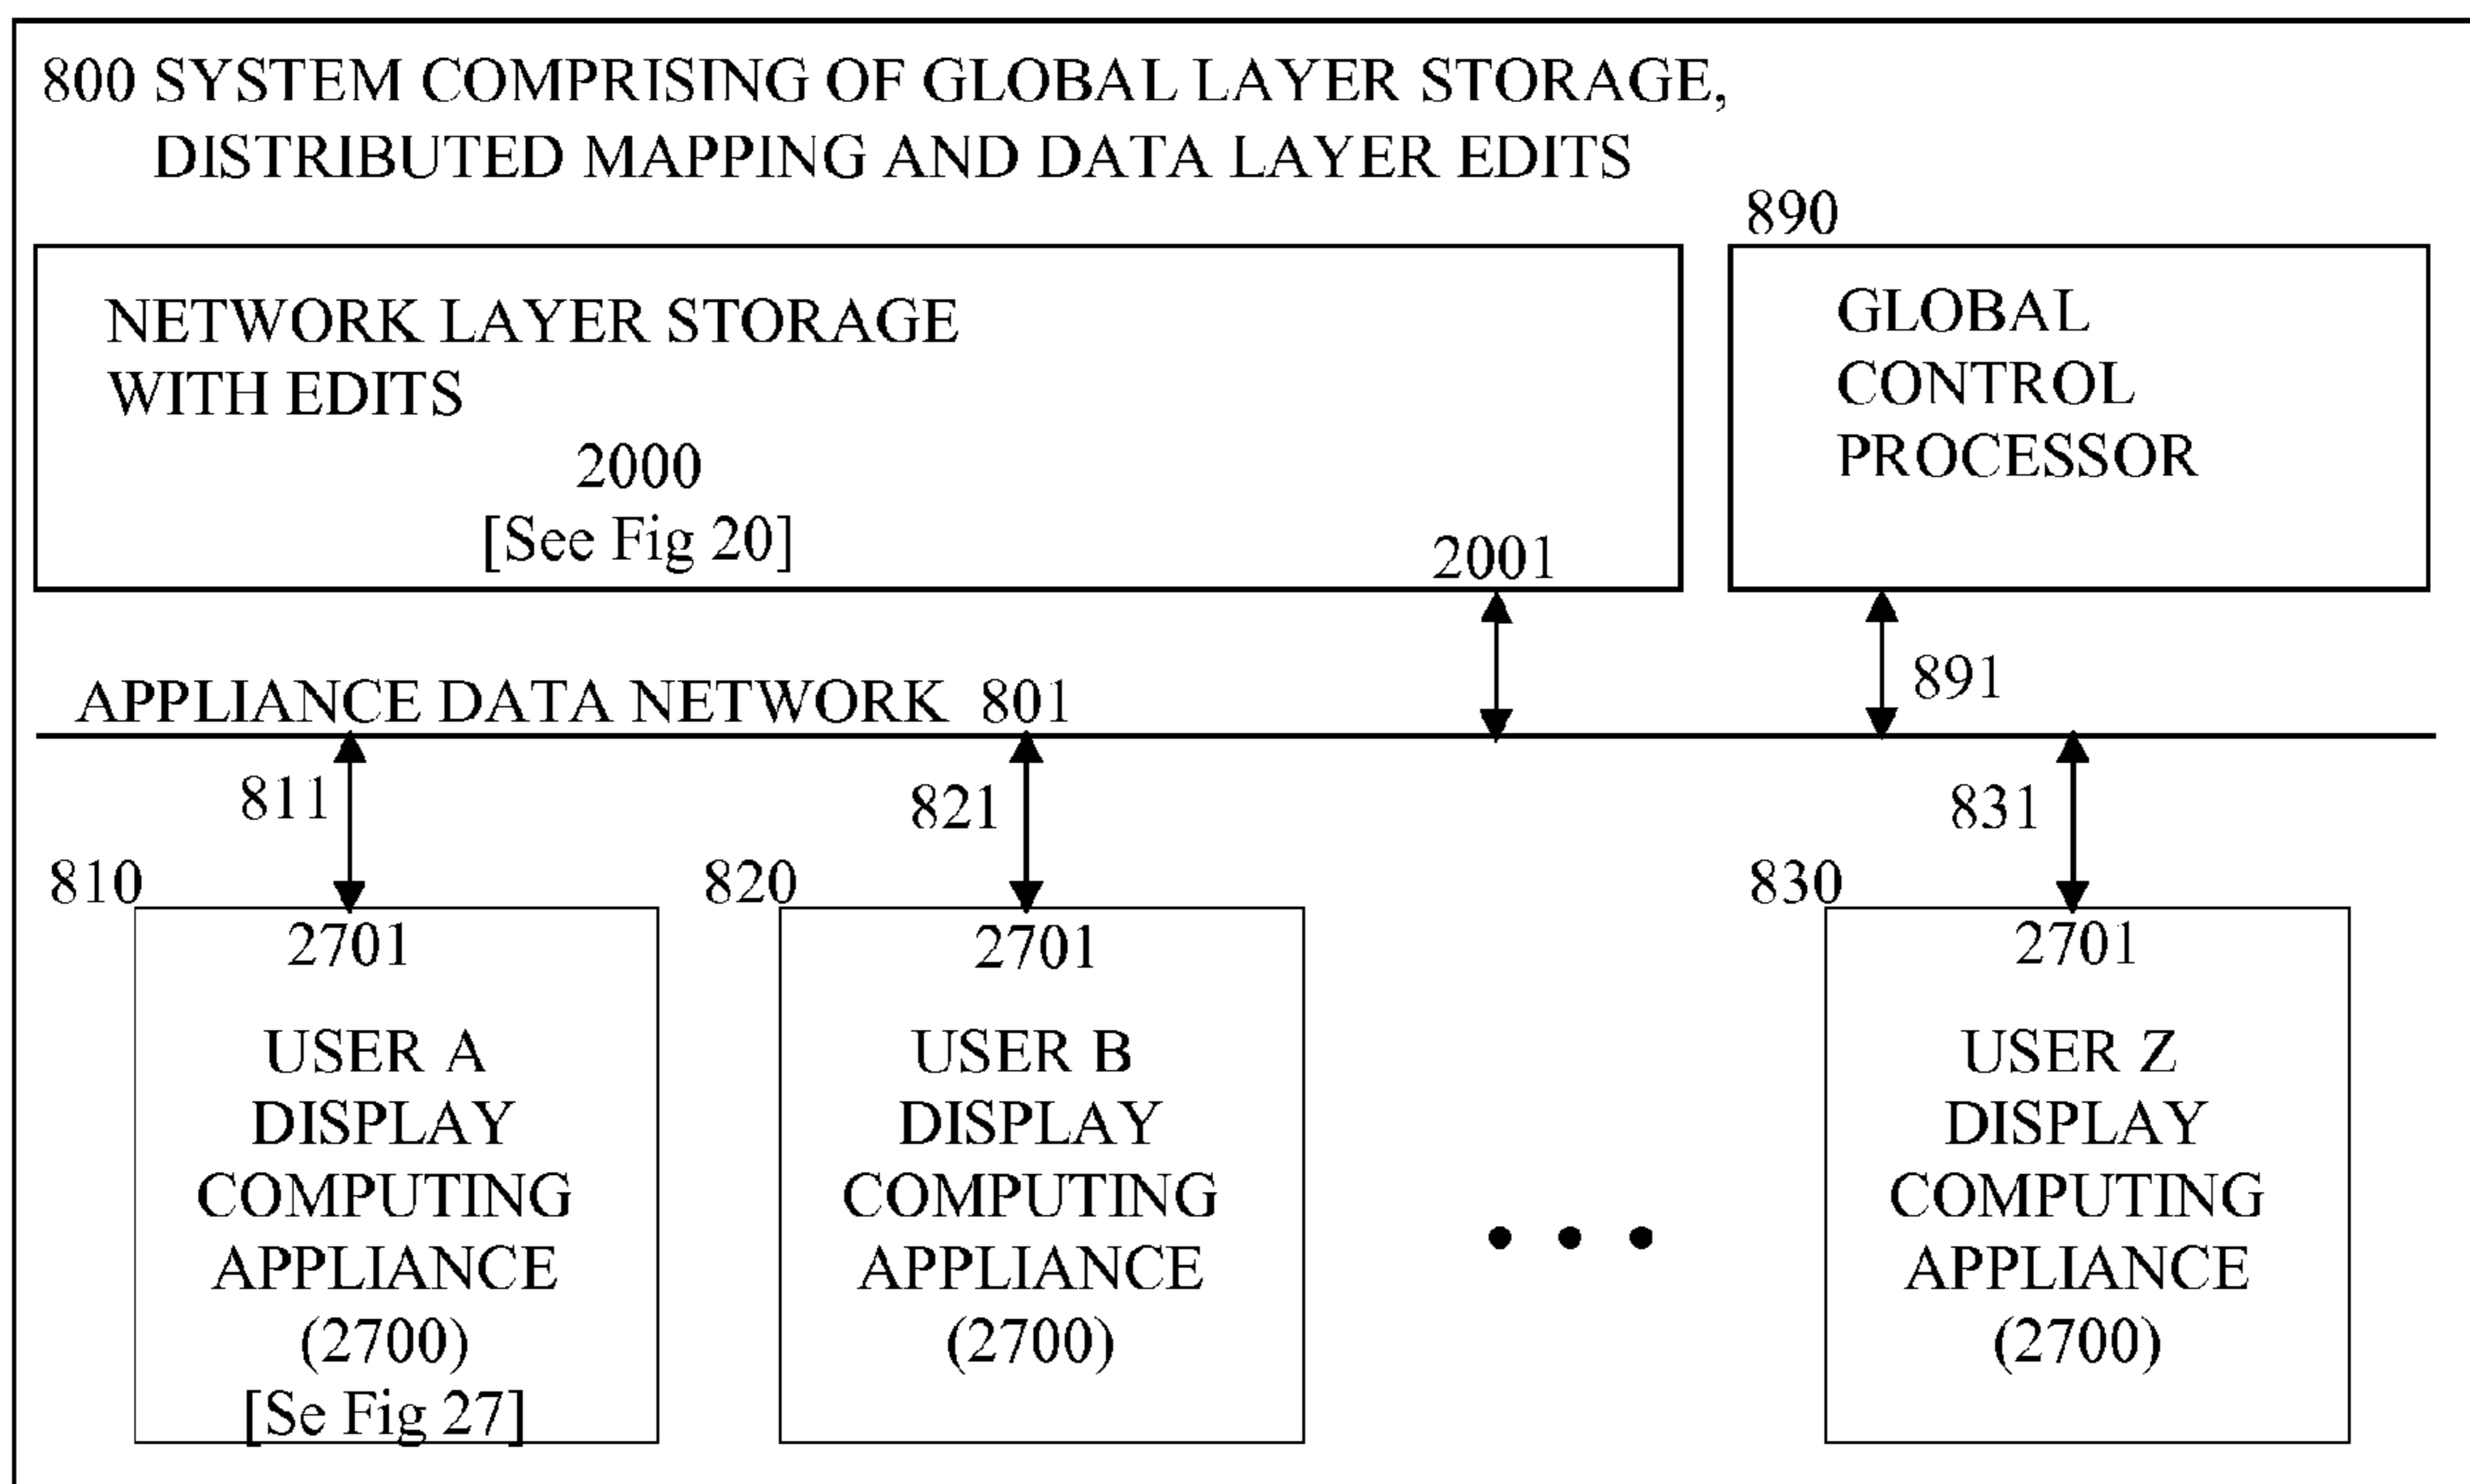 800 SYSTEM COMPRISING OF GLOBAL LAYER STORAGE,
DISTRIBUTED MAPPING AND DATA LAYER EDITS
890
NETWORK LAYER STORAGE
WITH EDITS
2000
[See Fig 20]
2001
GLOBAL
CONTROL
PROCESSOR
891
APPLIANCE DATA NETWORK 801
811
821
831
810
2701
USER A
DISPLAY
COMPUTING
APPLIANCE
(2700)
[Se Fig 27]
820
2701
USER B
DISPLAY
COMPUTING
APPLIANCE
(2700)
• • •
830
2701
USER Z
DISPLAY
COMPUTING
APPLIANCE
(2700)